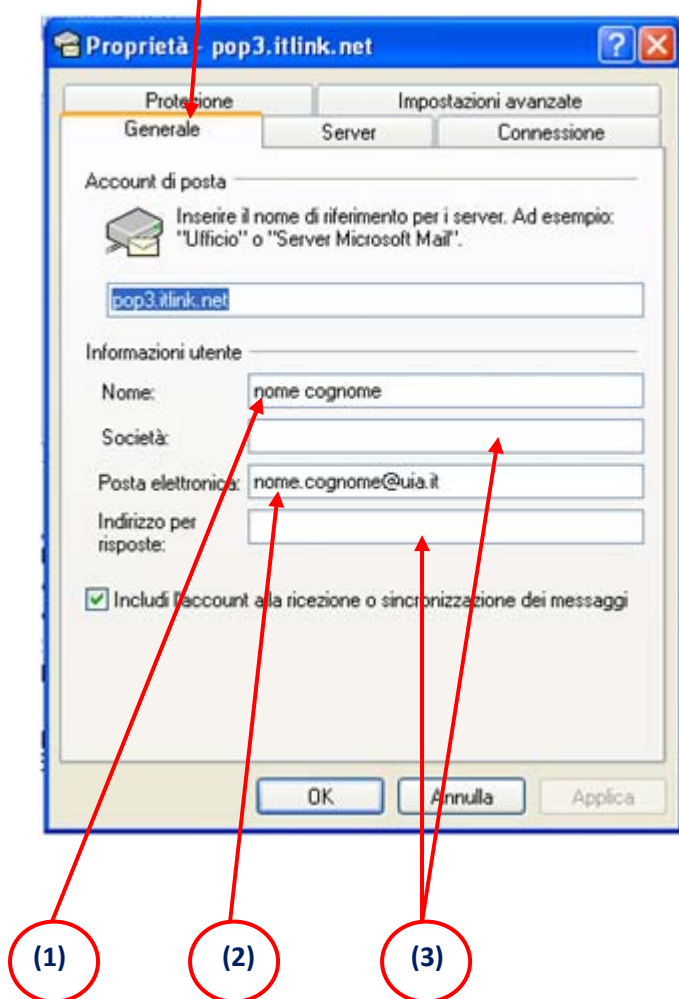 Proprietà - pop3.itlink.net
Protezione Impostazioni avanzate
Generale Server Connessione
Account di posta
Inserire il nome di riferimento per i server. Ad esempio:
"Ufficio" o "Server Microsoft Mail".
pop3.itlink.net
Informazioni utente
Nome: nome cognome
Società:
Posta elettronica: nome.cognome@uia.it
Indirizzo per
risposte:
Includi l'account alla ricezione o sincronizzazione dei messaggi
OK Annulla Applica
(1) (2) (3)